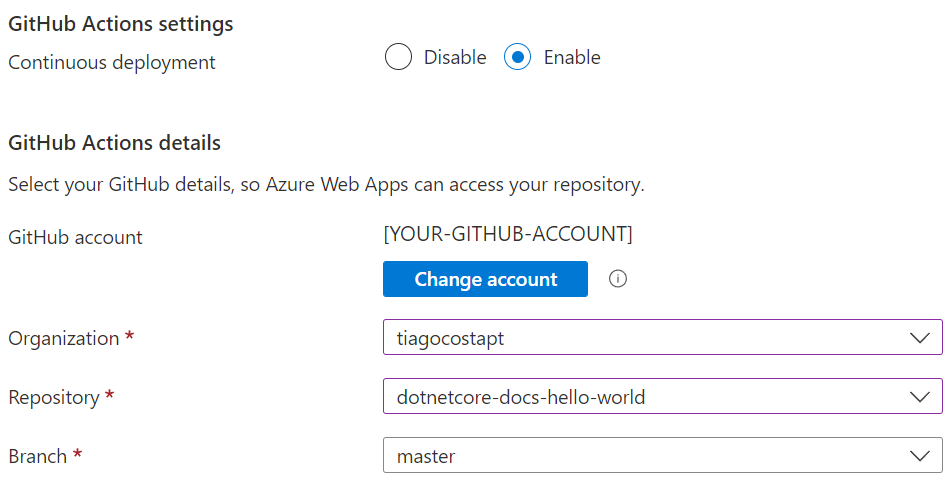 GitHub Actions settings
Continuous deployment Disable Enable
GitHub Actions details
Select your GitHub details, so Azure Web Apps can access your repository.
GitHub account [YOUR-GITHUB-ACCOUNT]
Change account
Organization * tiagocostapt
Repository * dotnetcore-docs-hello-world
Branch * master